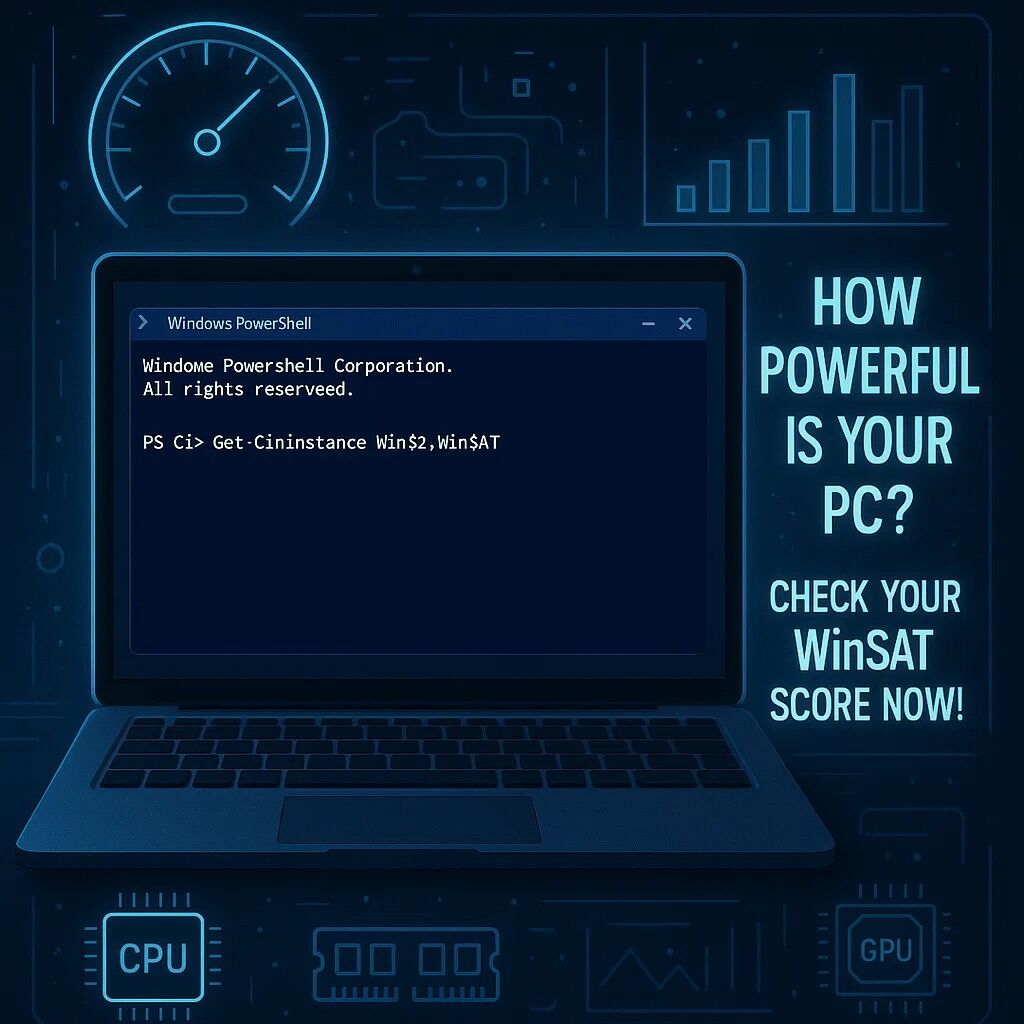 Windows PowerShell
Windome Powershell Corporation.
All rights reserveed.
PS Ci> Get-Cininstance Win$2,Win$AT
HOW
POWERFUL
IS YOUR
PC?
CHECK YOUR
WinSAT
SCORE NOW!
CPU
GPU